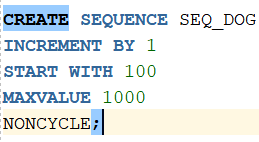 CREATE SEQUENCE SEQ_DOG
INCREMENT BY 1
START WITH 100
MAXVALUE 1000
NONCYCLE;